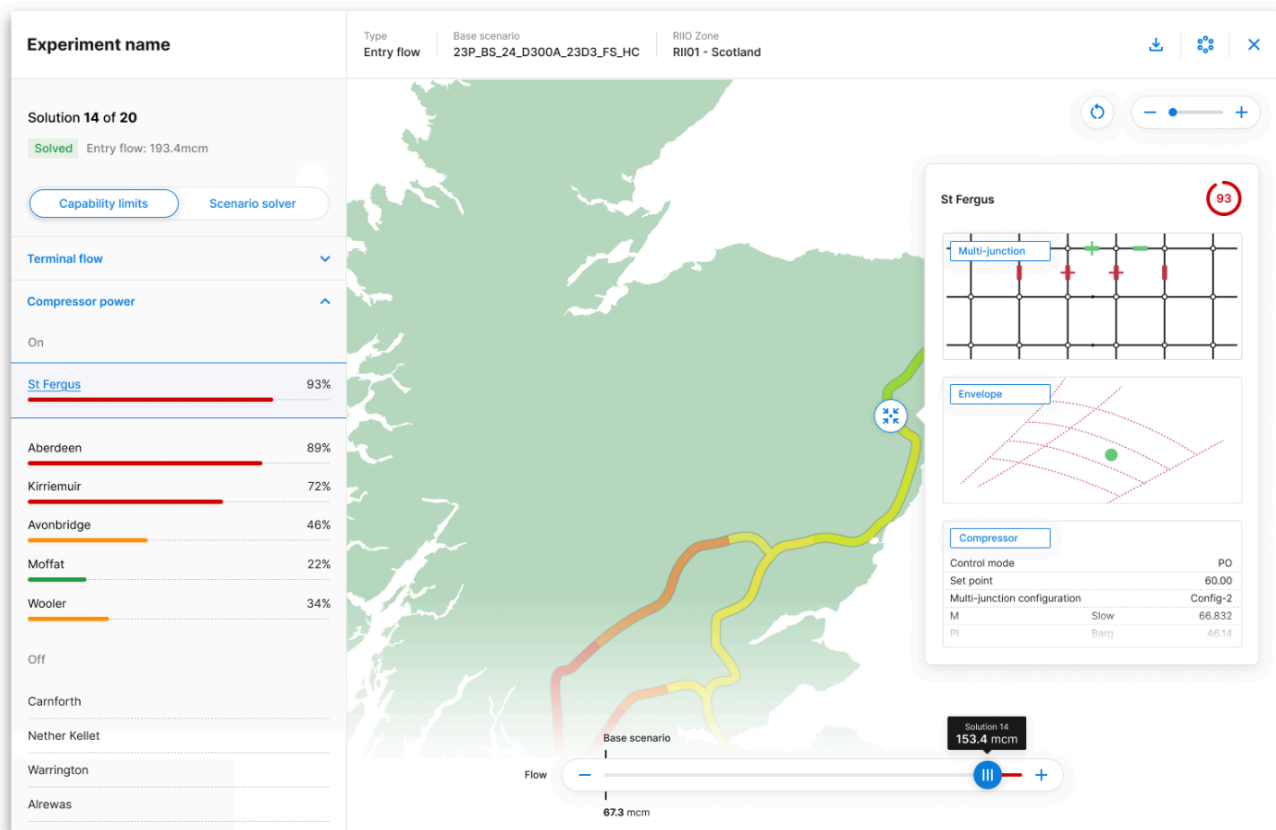 Experiment name
Type
Entry flow
Base scenario
23P_BS_24_D300A_23D3_FS_HC
RIIO Zone
RII01 - Scotland
Solution 14 of 20
Solved Entry flow: 193.4mcm
Capability limits Scenario solver
Terminal flow
Compressor power
On
St Fergus 93%
Aberdeen 89%
Kirriemuir 72%
Avonbridge 46%
Moffat 22%
Wooler 34%
Off
Carnforth
Nether Kellet
Warrington
Alrewas
St Fergus 93
Multi-junction
Envelope
Compressor
Control mode PO
Set point 60.00
Multi-junction configuration Config-2
M Slow 66.832
PI Barg 46.14
Solution 14
153.4 mcm
Base scenario
Flow
67.3 mcm